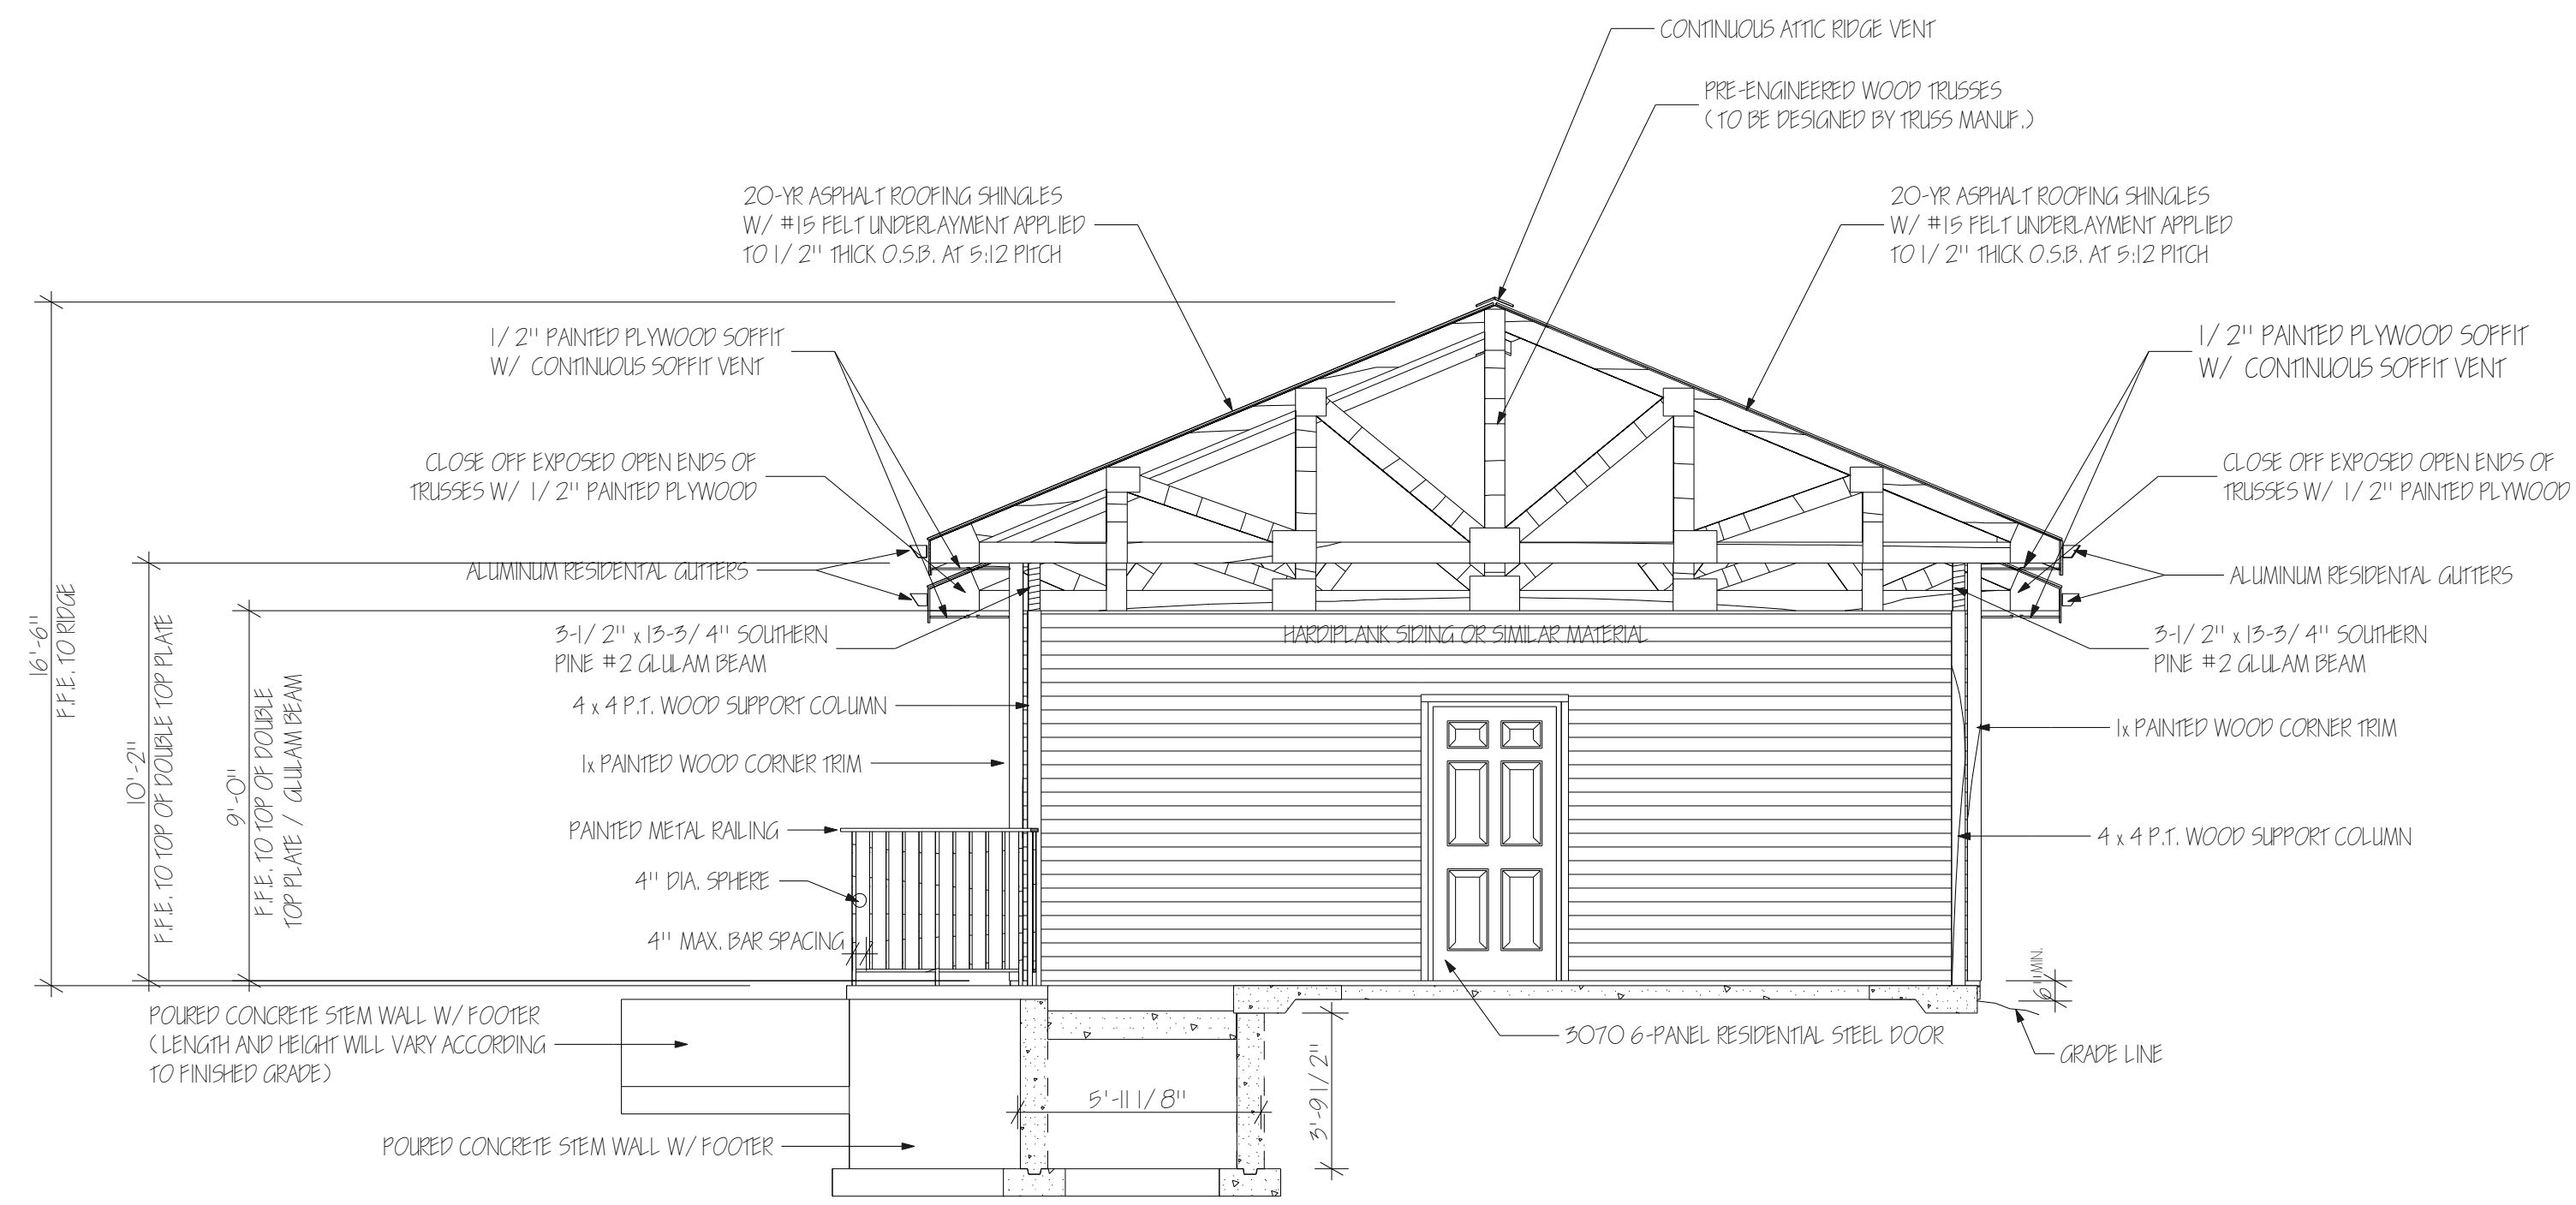 CONTINUOUS ATTIC RIDGE VENT
PRE-ENGINEERED WOOD TRUSSES
(TO BE DESIGNED BY TRUSS MANUF.)
20-YR ASPHALT ROOFING SHINGLES
W/ #15 FELT UNDERLAYMENT APPLIED
TO 1/2" THICK O.S.B. AT 5:12 PITCH
20-YR ASPHALT ROOFING SHINGLES
W/ #15 FELT UNDERLAYMENT APPLIED
TO 1/2" THICK O.S.B. AT 5:12 PITCH
1/2" PAINTED PLYWOOD SOFFIT
W/ CONTINUOUS SOFFIT VENT
1/2" PAINTED PLYWOOD SOFFIT
W/ CONTINUOUS SOFFIT VENT
CLOSE OFF EXPOSED OPEN ENDS OF
TRUSSES W/ 1/2" PAINTED PLYWOOD
CLOSE OFF EXPOSED OPEN ENDS OF
TRUSSES W/ 1/2" PAINTED PLYWOOD
ALUMINUM RESIDENTAL GUTTERS
ALUMINUM RESIDENTAL GUTTERS
16'-6"
F.F.E. TO RIDGE
10'-2"
F.F.E. TO TOP OF DOUBLE TOP PLATE
9'-0"
F.F.E. TO TOP OF DOUBLE
TOP PLATE / GLULAM BEAM
3-1/2" x 13-3/4" SOUTHERN
PINE #2 GLULAM BEAM
HARDIPLANK SIDING OR SIMILAR MATERIAL
3-1/2" x 13-3/4" SOUTHERN
PINE #2 GLULAM BEAM
4 x 4 P.T. WOOD SUPPORT COLUMN
1x PAINTED WOOD CORNER TRIM
1x PAINTED WOOD CORNER TRIM
PAINTED METAL RAILING
4 x 4 P.T. WOOD SUPPORT COLUMN
4" DIA. SPHERE
4" MAX. BAR SPACING
6" MIN.
POURED CONCRETE STEM WALL W/ FOOTER
(LENGTH AND HEIGHT WILL VARY ACCORDING
TO FINISHED GRADE)
3070 6-PANEL RESIDENTIAL STEEL DOOR
GRADE LINE
5'-11 1/8"
3'-9 1/2"
POURED CONCRETE STEM WALL W/ FOOTER